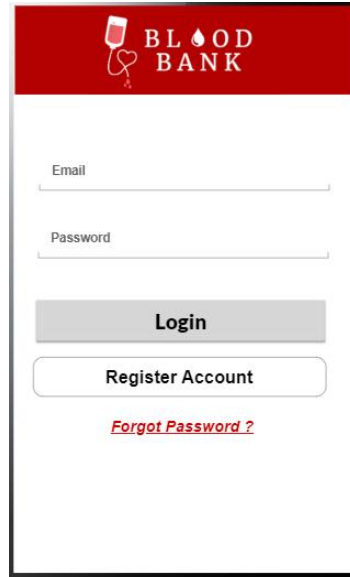 BLOOD
BANK
Email
Password
Login
Register Account
Forgot Password ?